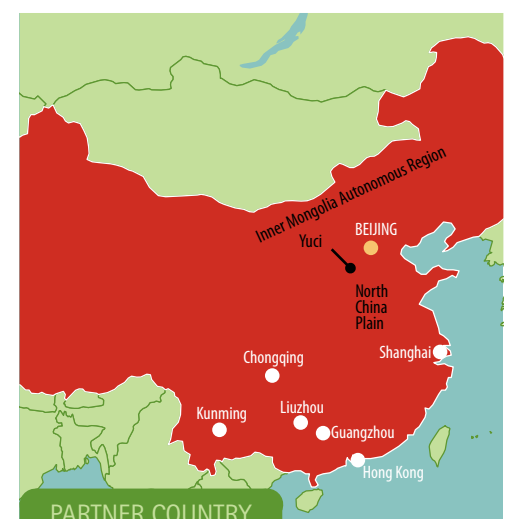 Inner Mongolia Autonomous Region
BEIJING
Yuci
North
China
Plain
Shanghai
Chongqing
Liuzhou
Kunming
Guangzhou
Hong Kong
PARTNER COUNTRY